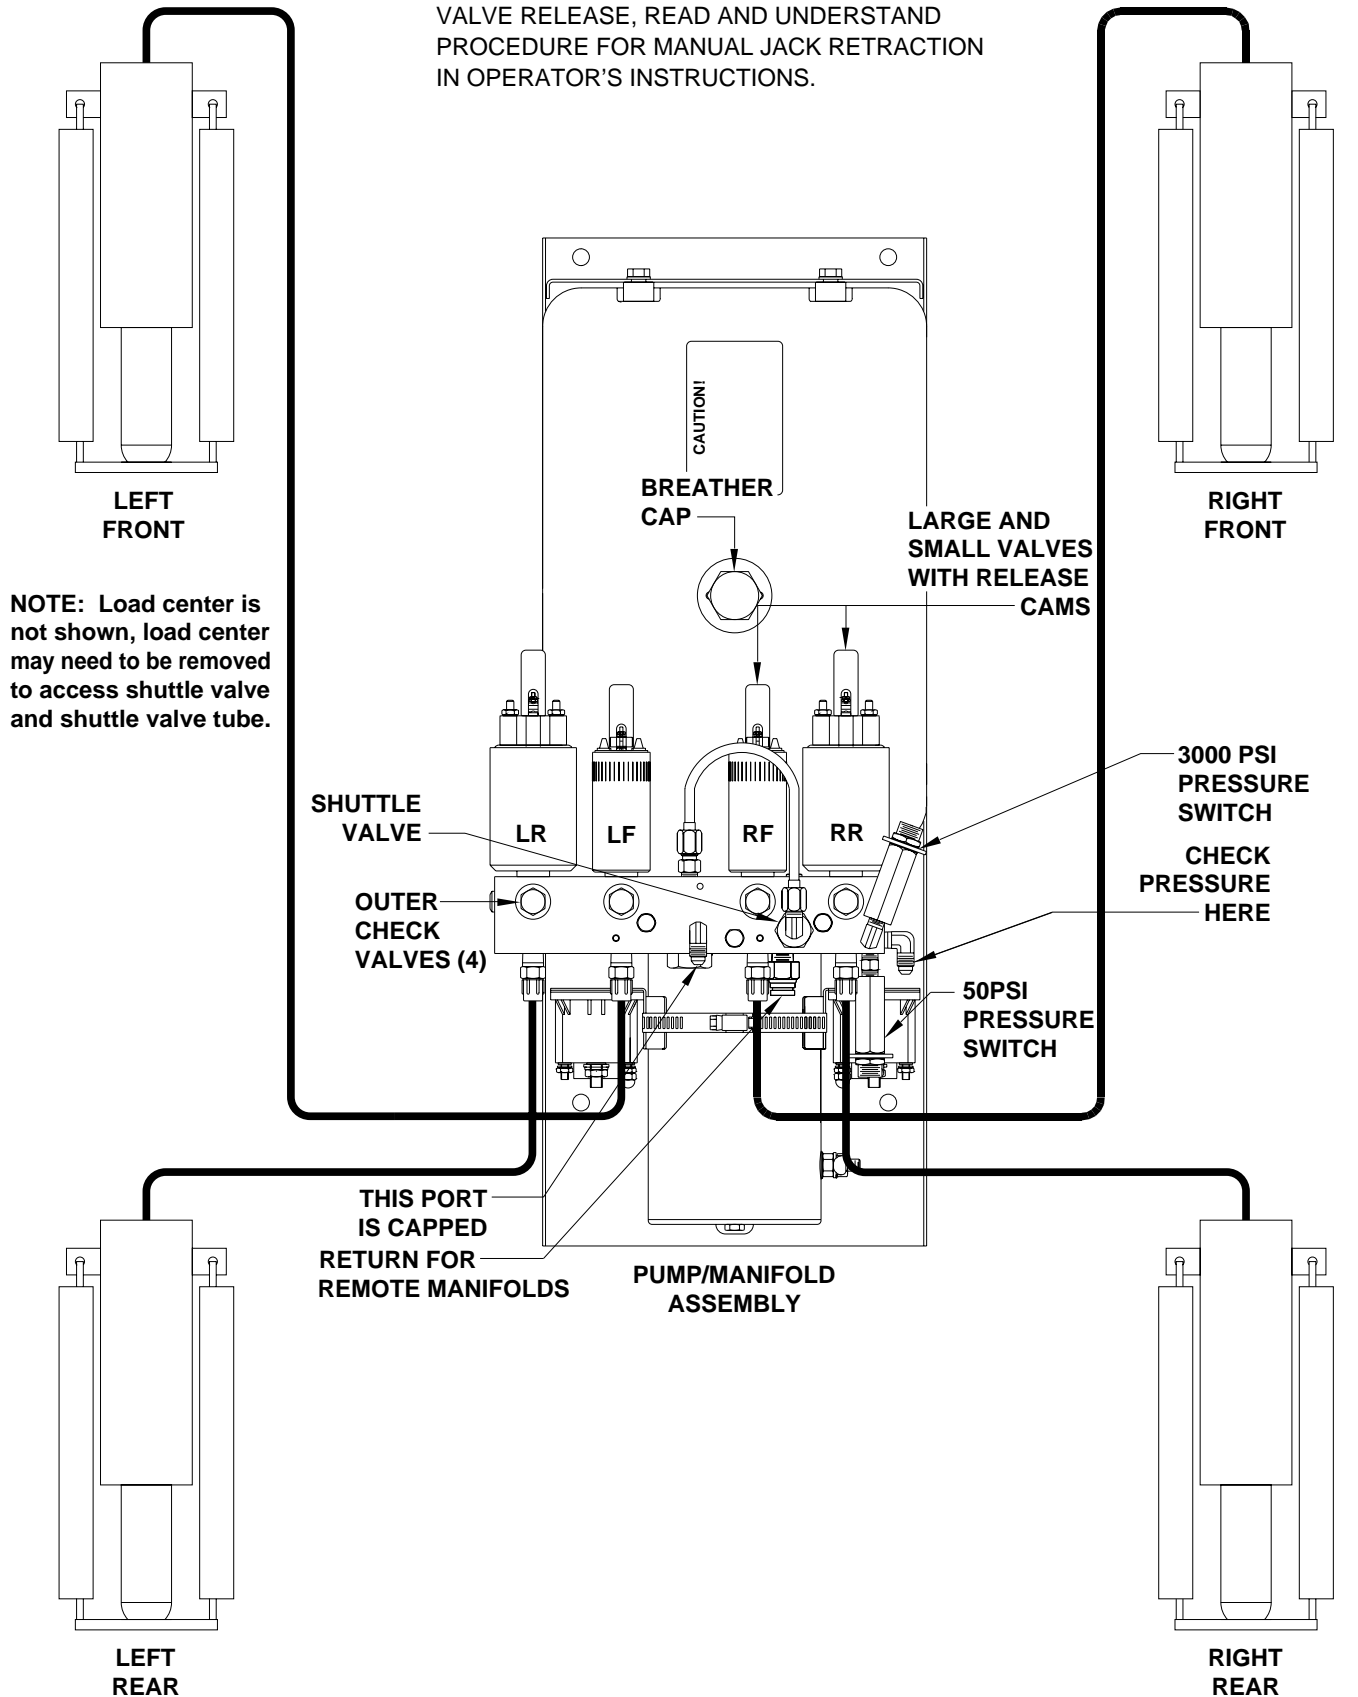 VALVE RELEASE, READ AND UNDERSTAND
PROCEDURE FOR MANUAL JACK RETRACTION
IN OPERATOR’S INSTRUCTIONS.
CAUTION!
BREATHER
CAP
LEFT
FRONT
RIGHT
FRONT
LARGE AND
SMALL VALVES
WITH RELEASE
CAMS
NOTE:  Load center is
not shown, load center
may need to be removed
to access shuttle valve
and shuttle valve tube.
3000 PSI
PRESSURE
SWITCH
SHUTTLE
VALVE
LR
LF
RF
RR
CHECK
PRESSURE
HERE
OUTER
CHECK
VALVES (4)
50PSI
PRESSURE
SWITCH
THIS PORT
IS CAPPED
RETURN FOR
REMOTE MANIFOLDS
PUMP/MANIFOLD
ASSEMBLY
LEFT
REAR
RIGHT
REAR